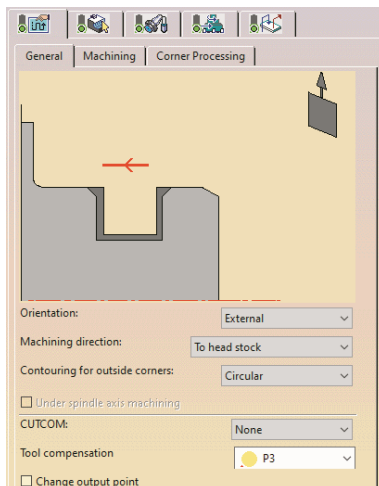 General Machining Corner Processing
Orientation: External
Machining direction: To head stock
Contouring for outside corners: Circular
Under spindle axis machining
CUTCOM: None
Tool compensation P3
Change output point